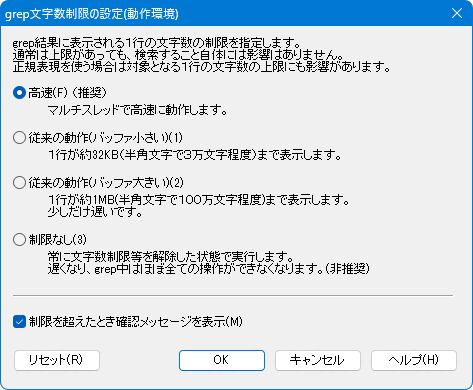 grep文字数制限の設定(動作環境)
grep結果に表示される1行の文字数の制限を指定します。
通常は上限があっても、検索すること自体には影響はありません。
正規表現を使う場合は対象となる1行の文字数の上限にも影響があります。
高速(F) (推奨)
マルチスレッドで高速に動作します。
従来の動作(バッファ小さい)(1)
1行が約32KB(半角文字で3万文字程度)まで表示します。
従来の動作(バッファ大きい)(2)
1行が約1MB(半角文字で100万文字程度)まで表示します。
少しだけ遅いです。
制限なし(3)
常に文字数制限等を解除した状態で実行します。
遅くなり、grep中はほぼ全ての操作ができなくなります。(非推奨)
制限を超えたとき確認メッセージを表示(M)
リセット(R)
OK
キャンセル
ヘルプ(H)